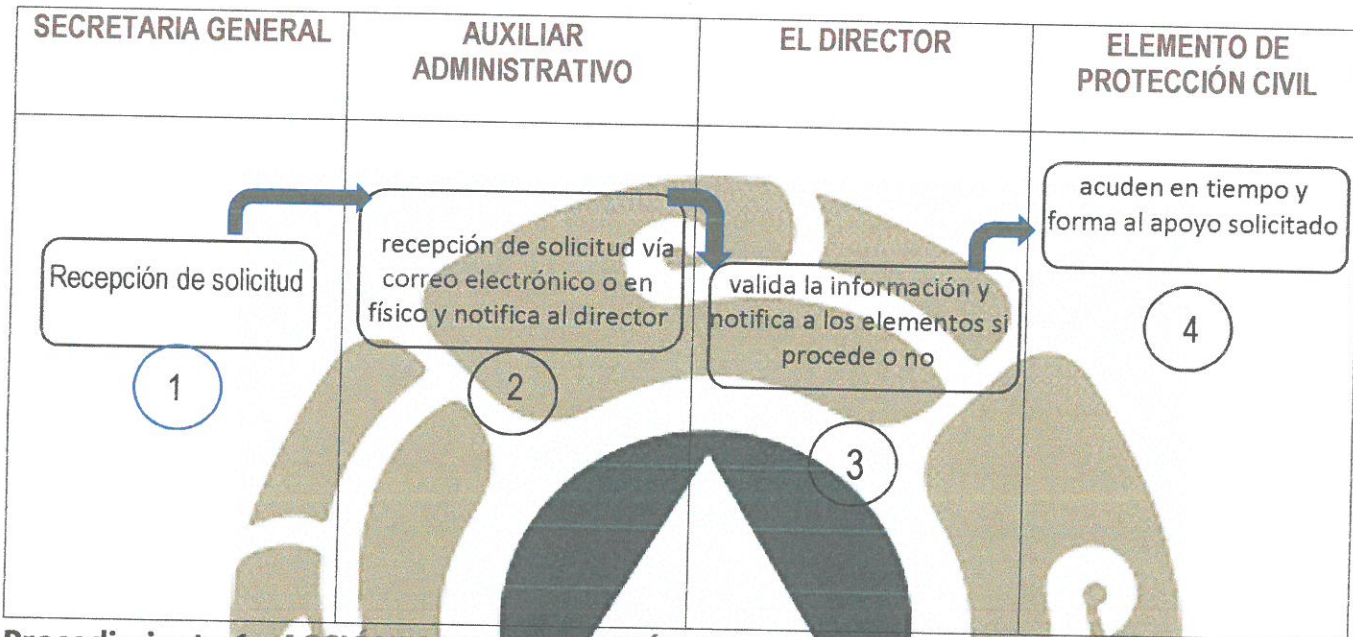 SECRETARIA GENERAL
AUXILIAR
ADMINISTRATIVO
EL DIRECTOR
ELEMENTO DE
PROTECCIÓN CIVIL
Recepción de solicitud
1
recepción de solicitud vía
correo electrónico o en
físico y notifica al director
2
valida la información y
notifica a los elementos si
procede o no
3
acuden en tiempo y
forma al apoyo solicitado
4